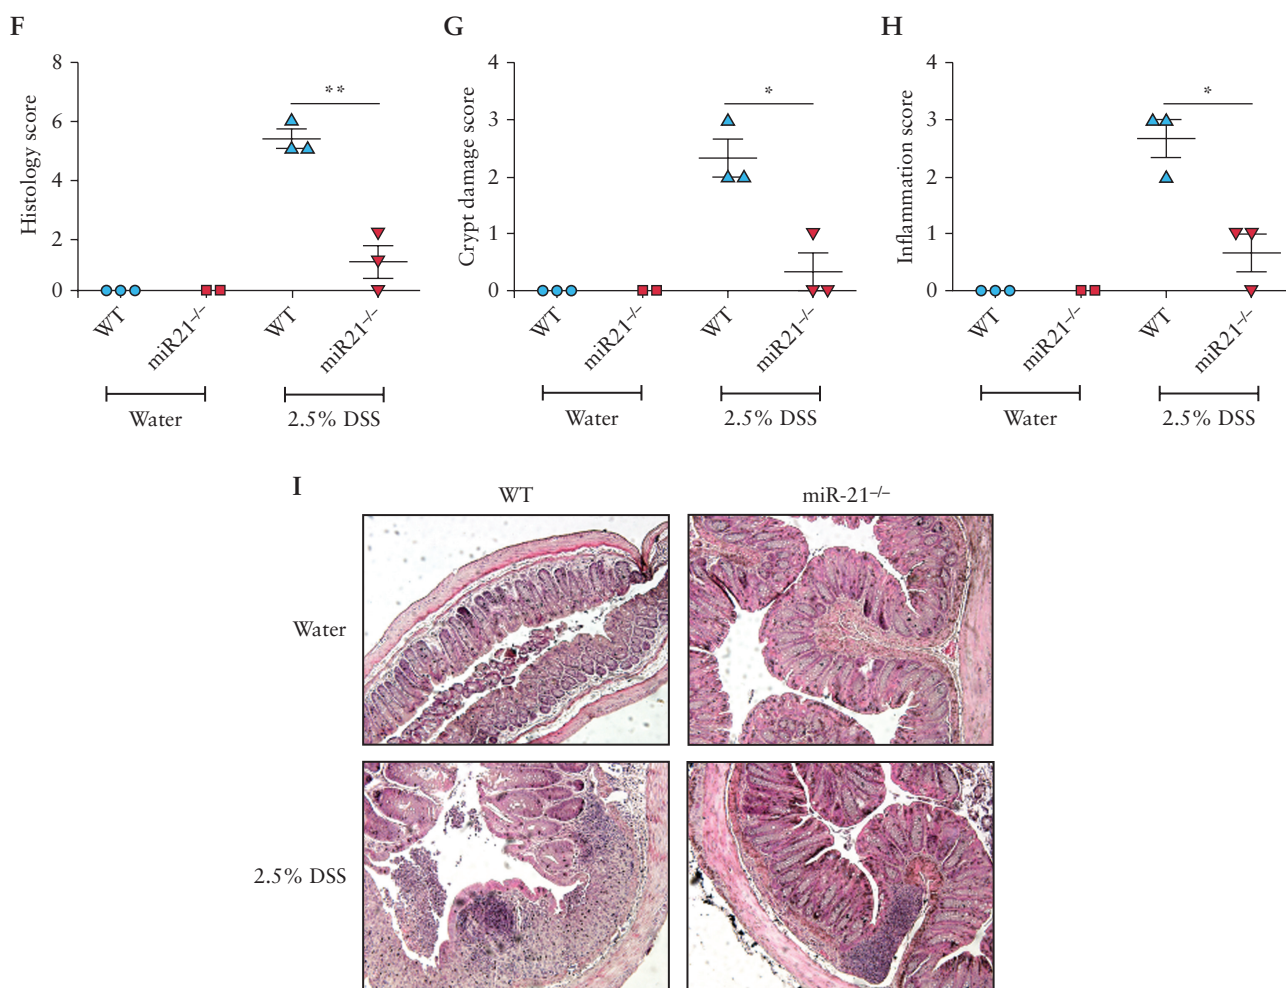 F
8
6
4
2
0
Histology score
**
WT
miR21–/–
WT
miR21–/–
Water
2.5% DSS
G
4
3
2
1
0
Crypt damage score
*
WT
miR21–/–
WT
miR21–/–
Water
2.5% DSS
H
4
3
2
1
0
Inflammation score
*
WT
miR21–/–
WT
miR21–/–
Water
2.5% DSS
I
WT
miR-21–/–
Water
2.5% DSS